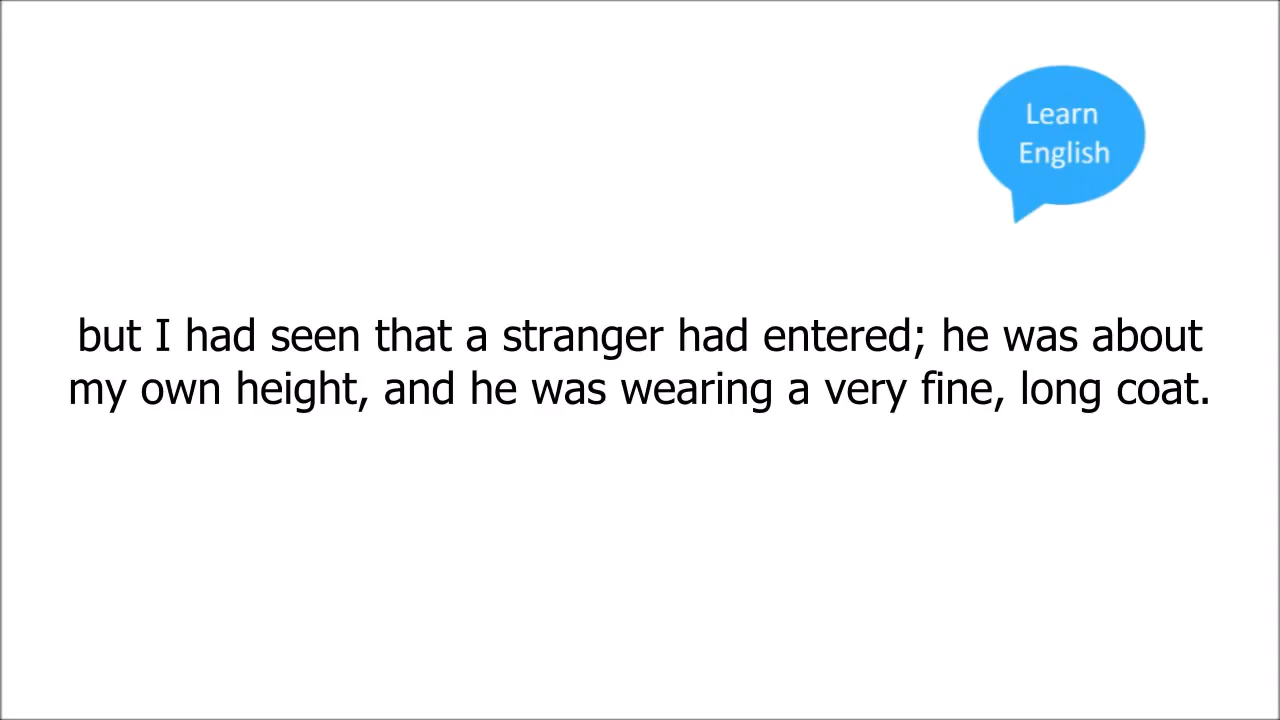 Learn
English
but I had seen that a stranger had entered; he was about
my own height, and he was wearing a very fine, long coat.